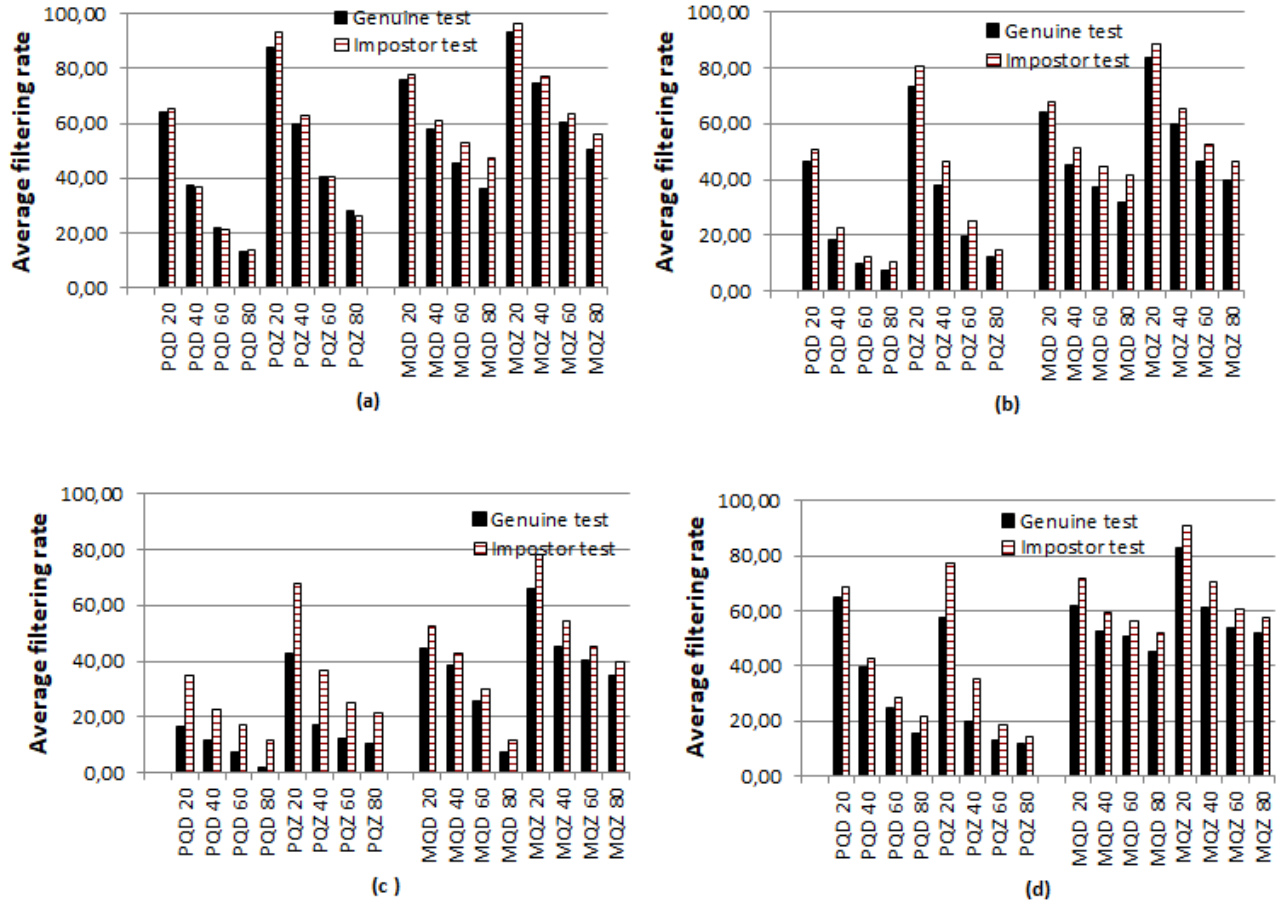 Average filtering rate
100,00
80,00
60,00
40,00
20,00
0,00
Genuine test
Impostor test
PQD 20
PQD 40
PQD 60
PQD 80
PQZ 20
PQZ 40
PQZ 60
PQZ 80
MQD 20
MQD 40
MQD 60
MQD 80
MQZ 20
MQZ 40
MQZ 60
MQZ 80
(a)
Average filtering rate
100,00
80,00
60,00
40,00
20,00
0,00
Genuine test
Impostor test
PQD 20
PQD 40
PQD 60
PQD 80
PQZ 20
PQZ 40
PQZ 60
PQZ 80
MQD 20
MQD 40
MQD 60
MQD 80
MQZ 20
MQZ 40
MQZ 60
MQZ 80
(b)
Average filtering rate
100,00
80,00
60,00
40,00
20,00
0,00
Genuine test
Impostor test
PQD 20
PQD 40
PQD 60
PQD 80
PQZ 20
PQZ 40
PQZ 60
PQZ 80
MQD 20
MQD 40
MQD 60
MQD 80
MQZ 20
MQZ 40
MQZ 60
MQZ 80
(c )
Average filtering rate
100,00
80,00
60,00
40,00
20,00
0,00
Genuine test
Impostor test
PQD 20
PQD 40
PQD 60
PQD 80
PQZ 20
PQZ 40
PQZ 60
PQZ 80
MQD 20
MQD 40
MQD 60
MQD 80
MQZ 20
MQZ 40
MQZ 60
MQZ 80
(d)